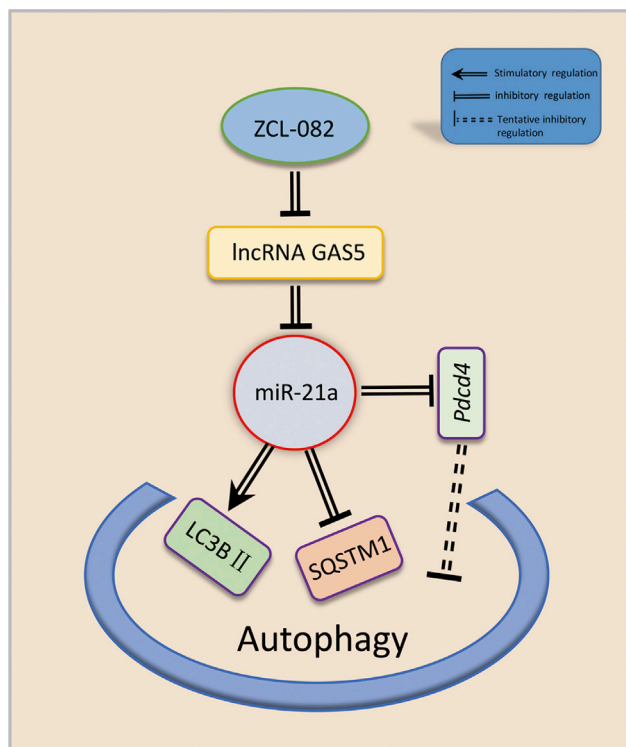 Stimulatory regulation
inhibitory regulation
Tentative inhibitory
regulation
ZCL-082
lncRNA GAS5
miR-21a
Pdcd4
LC3B II
SQSTM1
Autophagy